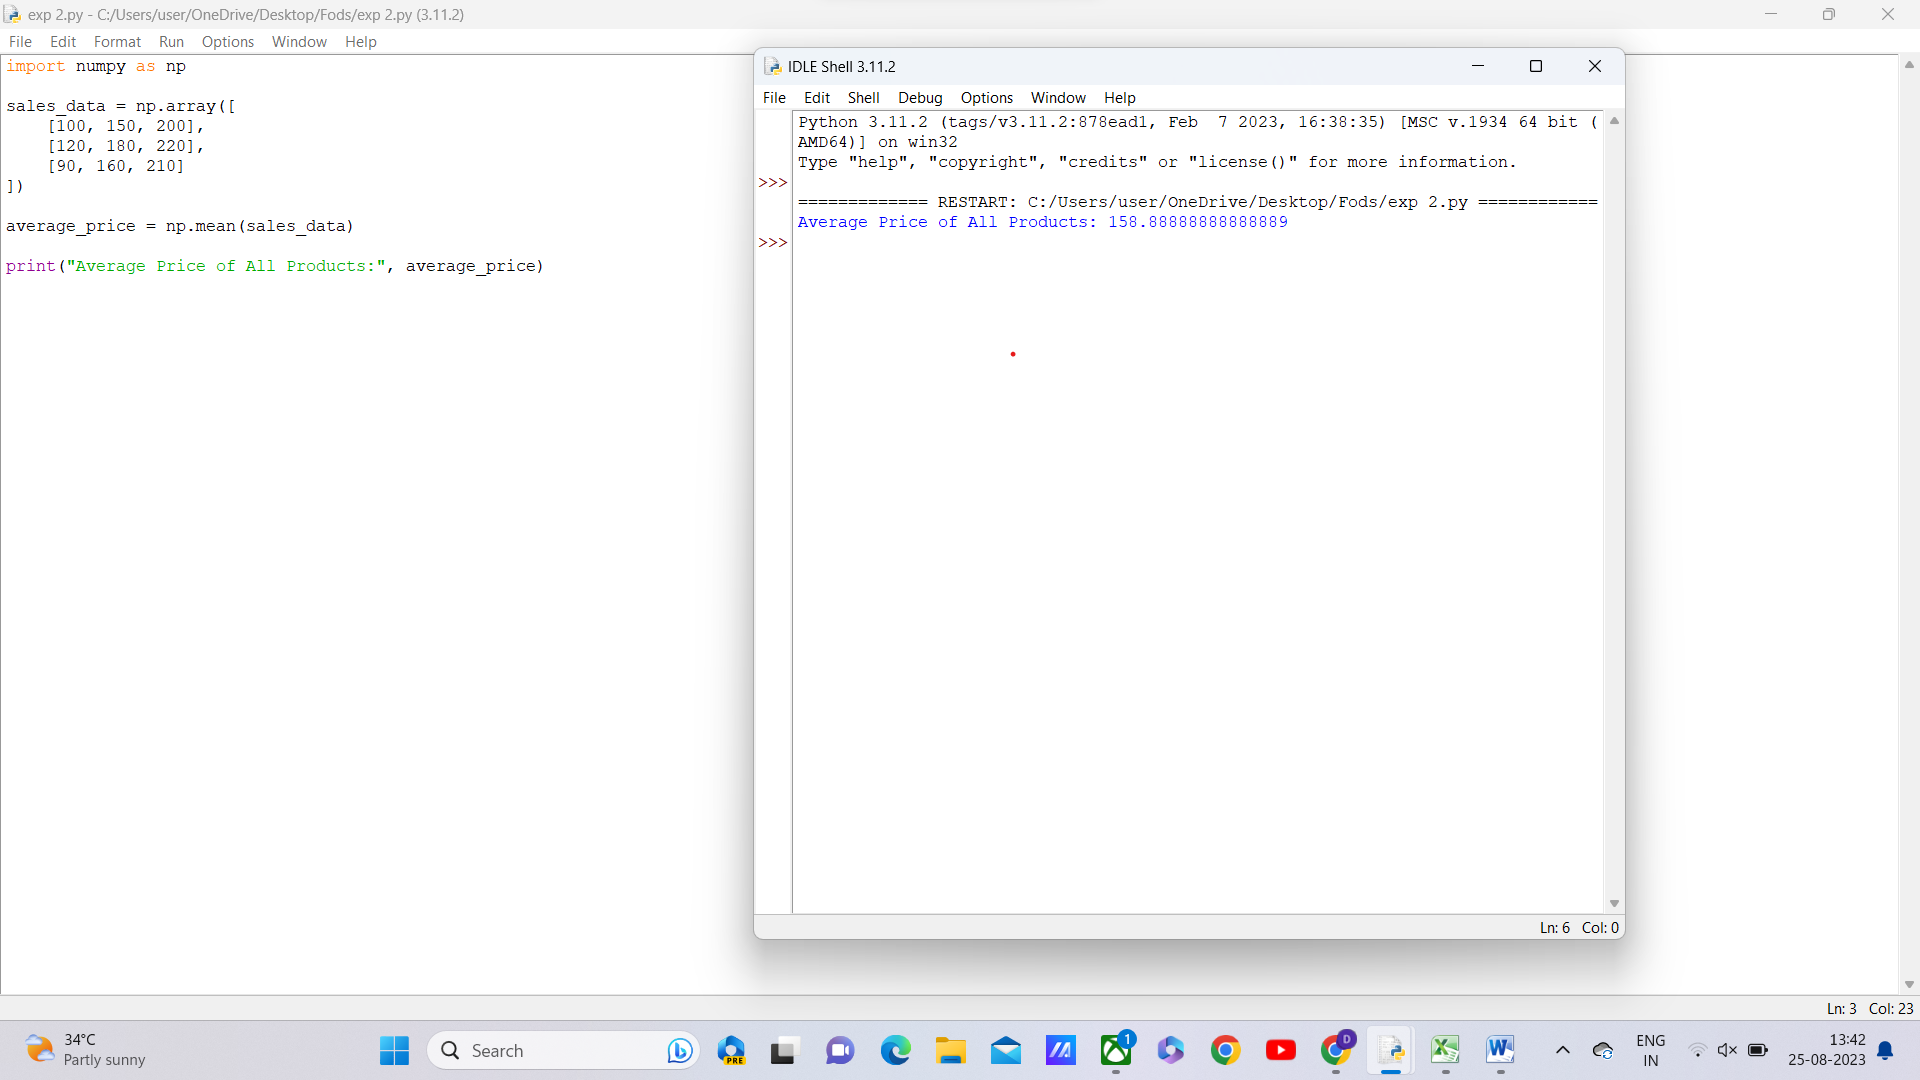 exp 2.py - C:/Users/user/OneDrive/Desktop/Fods/exp 2.py (3.11.2)
File Edit Format Run Options Window Help
import numpy as np
sales_data = np.array([
    [100, 150, 200],
    [120, 180, 220],
    [90, 160, 210]
])
average_price = np.mean(sales_data)
print("Average Price of All Products:", average_price)
IDLE Shell 3.11.2
File Edit Shell Debug Options Window Help
Python 3.11.2 (tags/v3.11.2:878ead1, Feb  7 2023, 16:38:35) [MSC v.1934 64 bit (
AMD64)] on win32
Type "help", "copyright", "credits" or "license()" for more information.
>>>
============= RESTART: C:/Users/user/OneDrive/Desktop/Fods/exp 2.py ============
Average Price of All Products: 158.88888888888889
>>>
Ln: 6 Col: 0
Ln: 3 Col: 23
34°C
Partly sunny
Search
PRE
1
D
ENG
IN
13:42
25-08-2023